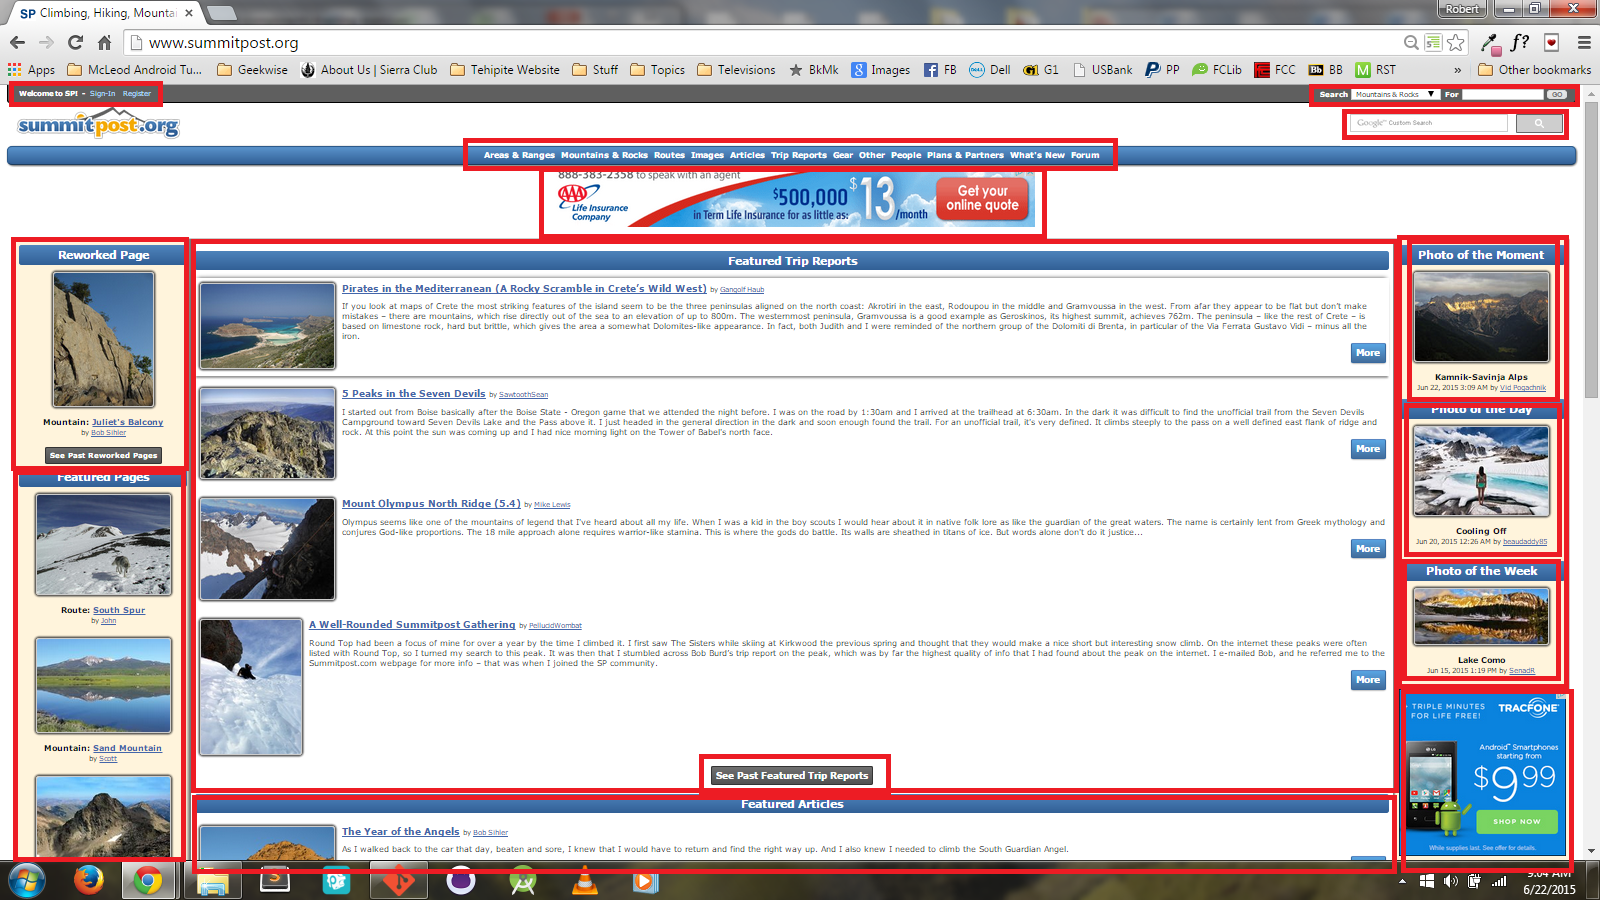 SP Climbing, Hiking, Mountai
Robert
www.summitpost.org
f?
Apps McLeod Android Tu... Geekwise About Us | Sierra Club Tehipite Website Stuff Topics Televisions BkMk Images FB Dell G1 USBank PP FCLib FCC BB RST » Other bookmarks
Welcome to SP! - Sign-In Register
Search Mountains & Rocks For GO
summitpost.org
Google™ Custom Search
Areas & Ranges Mountains & Rocks Routes Images Articles Trip Reports Gear Other People Plans & Partners What's New Forum
888-383-2358 to speak with an agent
AAA
Life Insurance
Company
$500,000
in Term Life Insurance for as little as:
$13/month
Get your
online quote
Reworked Page
Mountain: Juliet's Balcony
by Bob Sihler
See Past Reworked Pages
Featured Pages
Route: South Spur
by John
Mountain: Sand Mountain
by Scott
Featured Trip Reports
Pirates in the Mediterranean (A Rocky Scramble in Crete's Wild West) by Gangolf Haub
If you look at maps of Crete the most striking features of the island seem to be the three peninsulas aligned on the north coast: Akrotiri in the east, Rodoupou in the middle and Gramvoussa in the west. From afar they appear to be flat but don't make
mistakes – there are mountains, which rise directly out of the sea to an elevation of up to 800m. The westernmost peninsula, Gramvoussa is a good example as Geroskinos, its highest summit, achieves 762m. The peninsula – like the rest of Crete – is
based on limestone rock, hard but brittle, which gives the area a somewhat Dolomites-like appearance. In fact, both Judith and I were reminded of the northern group of the Dolomiti di Brenta, in particular of the Via Ferrata Gustavo Vidi – minus all the
iron.
More
5 Peaks in the Seven Devils by SawtoothSean
I started out from Boise basically after the Boise State - Oregon game that we attended the night before. I was on the road by 1:30am and I arrived at the trailhead at 6:30am. In the dark it was difficult to find the unofficial trail from the Seven Devils
Campground toward Seven Devils Lake and the Pass above it. I just headed in the general direction in the dark and soon enough found the trail. For an unofficial trail, it's very defined. It climbs steeply to the pass on a well defined east flank of ridge and
rock. At this point the sun was coming up and I had nice morning light on the Tower of Babel's north face.
More
Mount Olympus North Ridge (5.4) by Mike Lewis
Olympus seems like one of the mountains of legend that I've heard about all my life. When I was a kid in the boy scouts I would hear about it in native folk lore as like the guardian of the great waters. The name is certainly lent from Greek mythology and
conjures God-like proportions. The 18 mile approach alone requires warrior-like stamina. This is where the gods do battle. Its walls are sheathed in titans of ice. But words alone don't do it justice...
More
A Well-Rounded Summitpost Gathering by PellucidWombat
Round Top had been a focus of mine for over a year by the time I climbed it. I first saw The Sisters while skiing at Kirkwood the previous spring and thought that they would make a nice short but interesting snow climb. On the internet these peaks were often
listed with Round Top, so I turned my search to this peak. It was then that I stumbled across Bob Burd's trip report on the peak, which was by far the highest quality of info that I had found about the peak on the internet. I e-mailed Bob, and he referred me to the
Summitpost.com webpage for more info – that was when I joined the SP community.
More
See Past Featured Trip Reports
Featured Articles
The Year of the Angels by Bob Sihler
As I walked back to the car that day, beaten and sore, I knew that I would have to return and find the right way up. And I also knew I needed to climb the South Guardian Angel.
Photo of the Moment
Kamnik-Savinja Alps
Jun 22, 2015 3:09 AM by Vid Pogachnik
Photo of the Day
Cooling Off
Jun 20, 2015 12:26 AM by beaudaddy85
Photo of the Week
Lake Como
Jun 15, 2015 1:19 PM by SenadR
TRIPLE MINUTES
FOR LIFE FREE!
TRACFONE
Android™ Smartphones
starting from
$9.99
SHOP NOW
While supplies last. See offer for details.
9:04 AM
6/22/2015